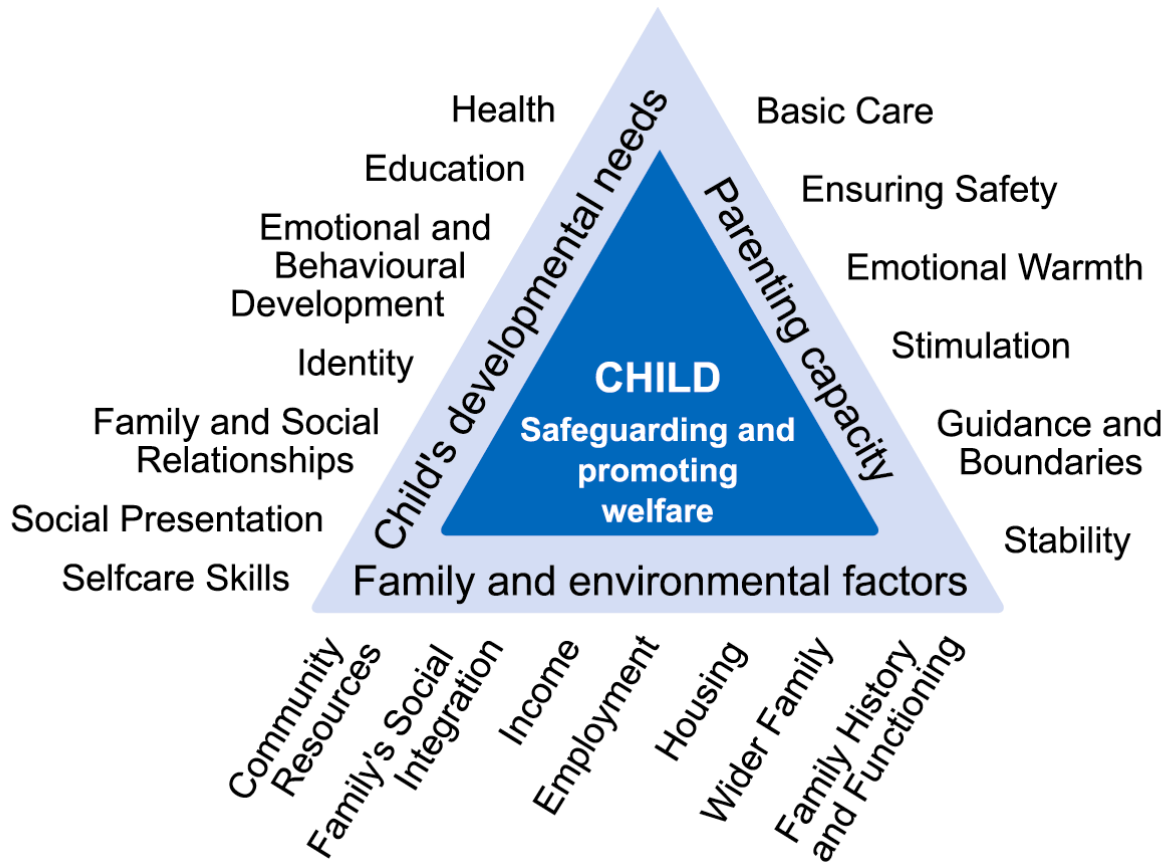 Health
Education
Emotional and
Behavioural
Development
Identity
Family and Social
Relationships
Social Presentation
Selfcare Skills
Child's developmental needs
Basic Care
Ensuring Safety
Emotional Warmth
Stimulation
Guidance and
Boundaries
Stability
Parenting capacity
CHILD
Safeguarding and
promoting
welfare
Family and environmental factors
Community
Resources
Family's Social
Integration
Income
Employment
Housing
Wider Family
Family History
and Functioning